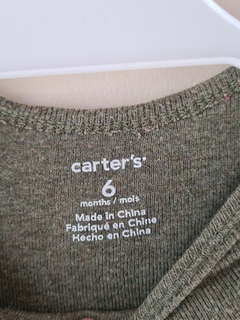 carter's®
6
months / mois
Made in China
Fabriqué en Chine
Hecho en China